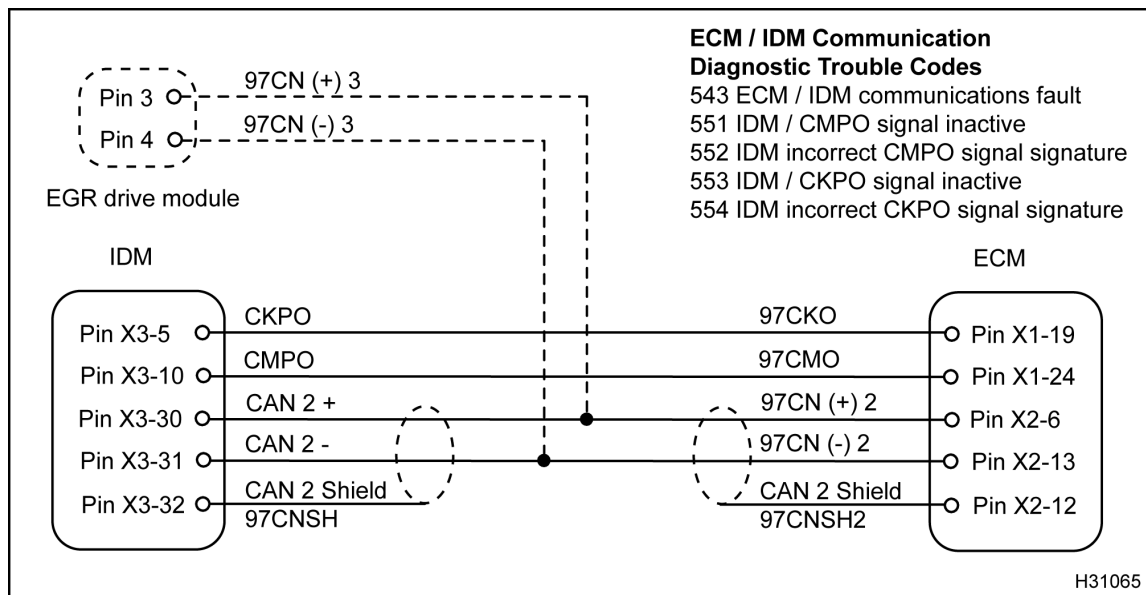 ECM / IDM Communication
Diagnostic Trouble Codes
543 ECM / IDM communications fault
551 IDM / CMPO signal inactive
552 IDM incorrect CMPO signal signature
553 IDM / CKPO signal inactive
554 IDM incorrect CKPO signal signature
Pin 3 97CN (+) 3
Pin 4 97CN (-) 3
EGR drive module
IDM ECM
Pin X3-5 CKPO 97CKO Pin X1-19
Pin X3-10 CMPO 97CMO Pin X1-24
Pin X3-30 CAN 2 + 97CN (+) 2 Pin X2-6
Pin X3-31 CAN 2 - 97CN (-) 2 Pin X2-13
Pin X3-32 CAN 2 Shield CAN 2 Shield Pin X2-12
97CNSH 97CNSH2
H31065